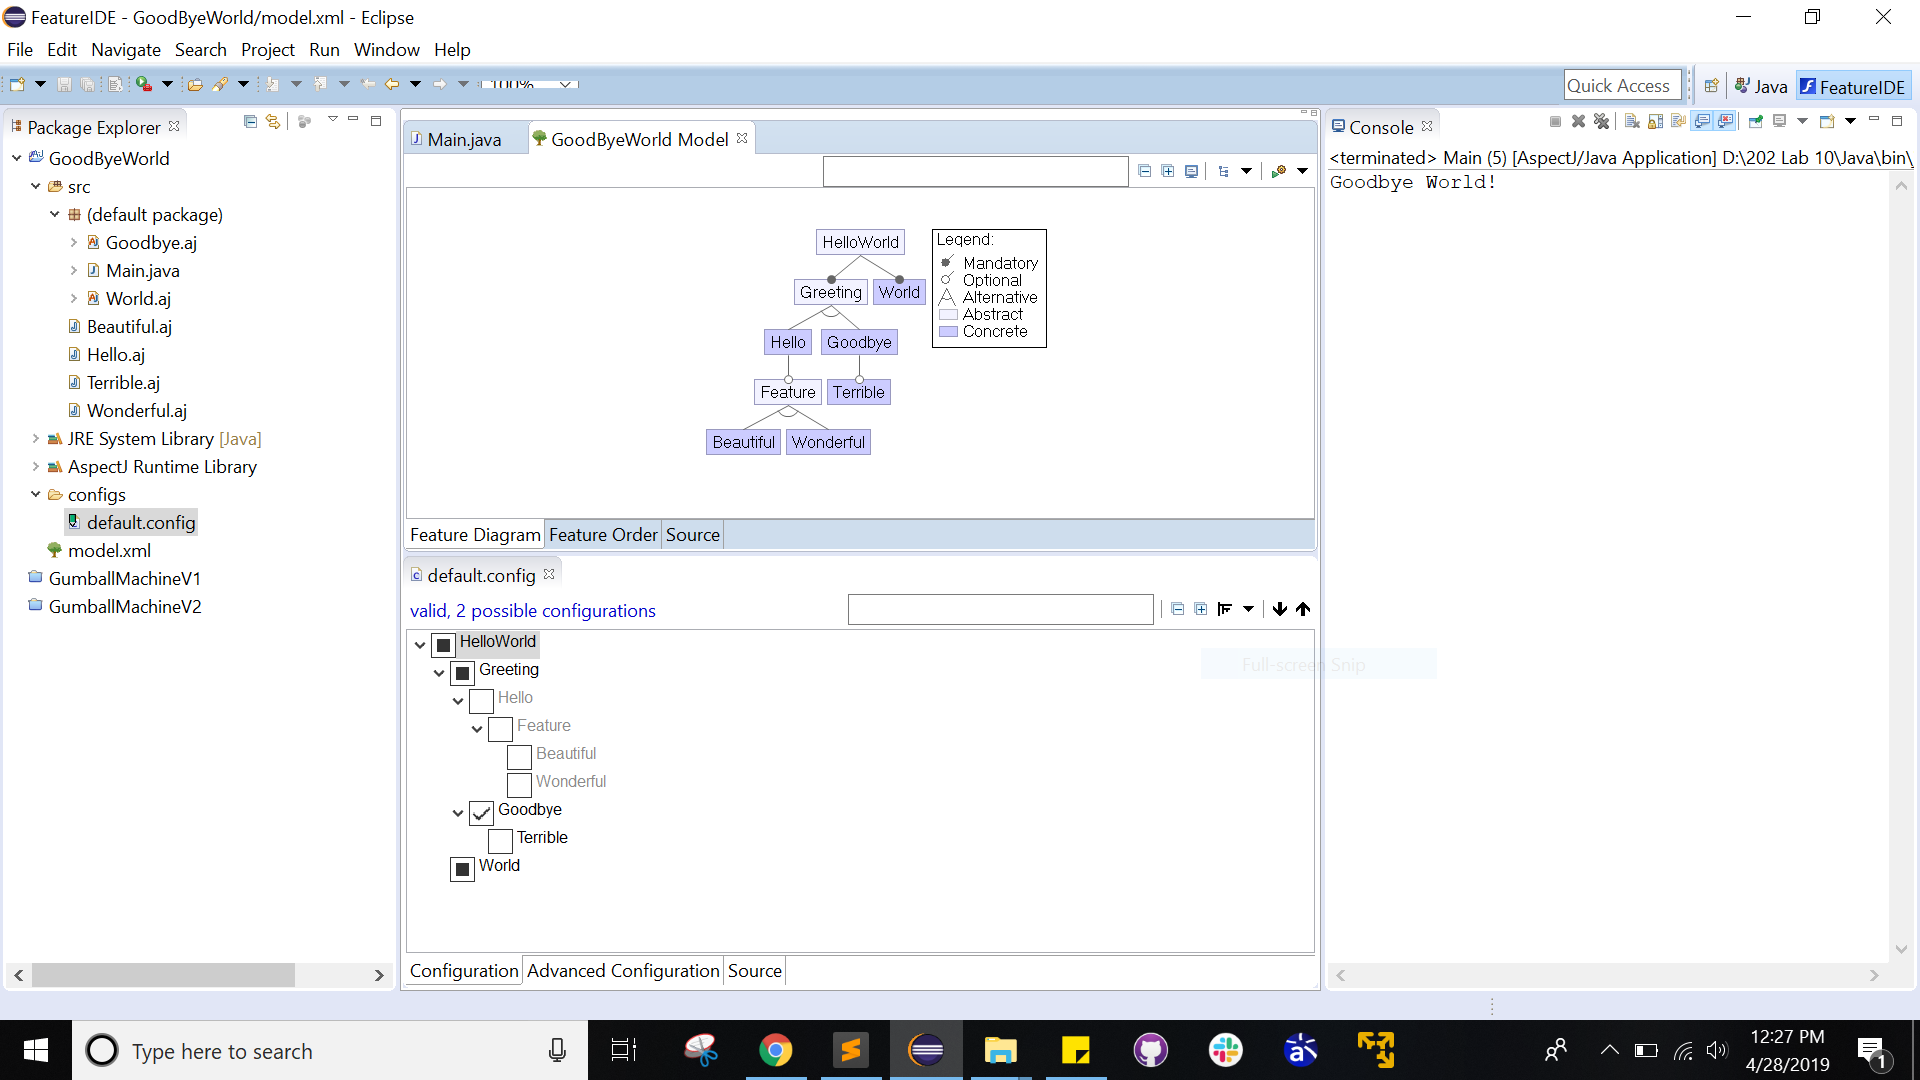 FeatureIDE - GoodByeWorld/model.xml - Eclipse
File Edit Navigate Search Project Run Window Help
100%
Quick Access
Java
FeatureIDE
Package Explorer
GoodByeWorld
src
(default package)
Goodbye.aj
Main.java
World.aj
Beautiful.aj
Hello.aj
Terrible.aj
Wonderful.aj
JRE System Library [Java]
AspectJ Runtime Library
configs
default.config
model.xml
GumballMachineV1
GumballMachineV2
Main.java
GoodByeWorld Model
HelloWorld
Greeting World
Hello Goodbye
Feature Terrible
Beautiful Wonderful
Legend:
Mandatory
Optional
Alternative
Abstract
Concrete
Feature Diagram Feature Order Source
default.config
valid, 2 possible configurations
HelloWorld
Greeting
Hello
Feature
Beautiful
Wonderful
Goodbye
Terrible
World
Configuration Advanced Configuration Source
Console
<terminated> Main (5) [AspectJ/Java Application] D:\202 Lab 10\Java\bin\
Goodbye World!
Full-screen Snip
Type here to search
12:27 PM
4/28/2019
1